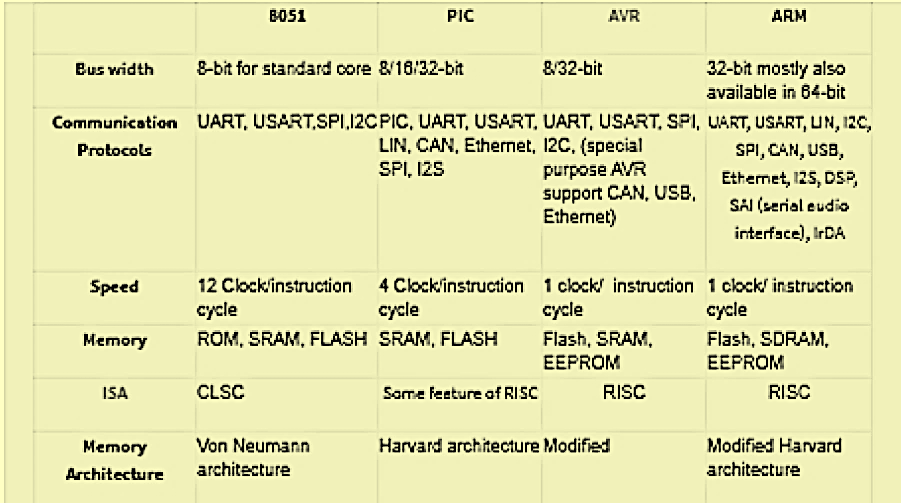 8051 PIC AVR ARM
Bus width 8-bit for standard core 8/16/32-bit 8/32-bit 32-bit mostly also
available in 64-bit
Communication UART, USART,SPI,I2C PIC, UART, USART, UART, USART, SPI, UART, USART, LIN, I2C,
Protocols LIN, CAN, Ethernet, I2C, (special SPI, CAN, USB,
SPI, I2S purpose AVR Ethernet, I2S, DSP,
support CAN, USB, SAI (serial audio
Ethernet) interface), IrDA
Speed 12 Clock/instruction 4 Clock/instruction 1 clock/ instruction 1 clock/ instruction
cycle cycle cycle cycle
Memory ROM, SRAM, FLASH SRAM, FLASH Flash, SRAM, Flash, SDRAM,
EEPROM EEPROM
ISA CLSC Some feature of RISC RISC RISC
Memory Von Neumann Harvard architecture Modified Modified Harvard
Architecture architecture architecture